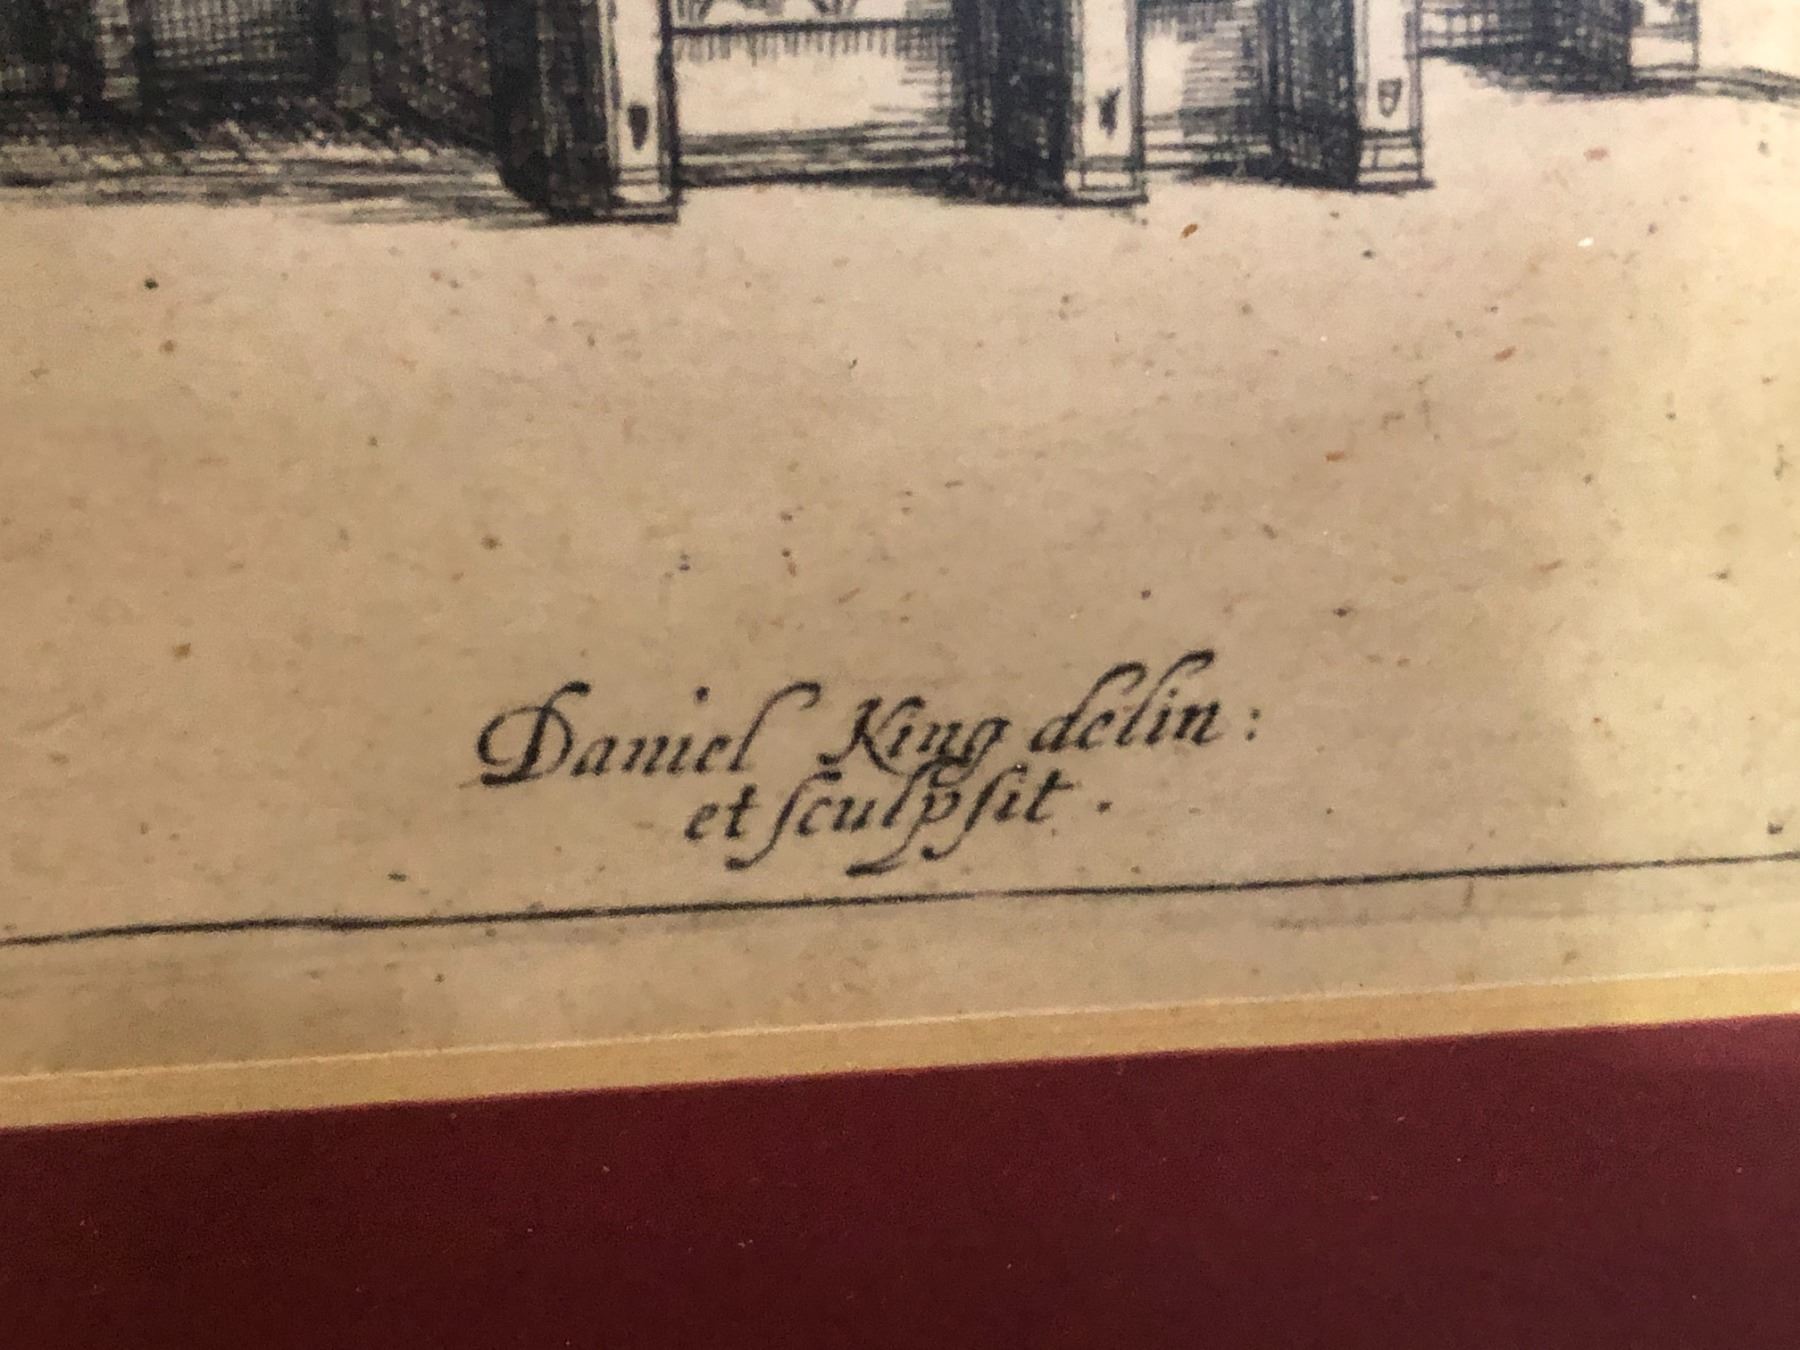 Daniel King delin:
et ſculpſit.